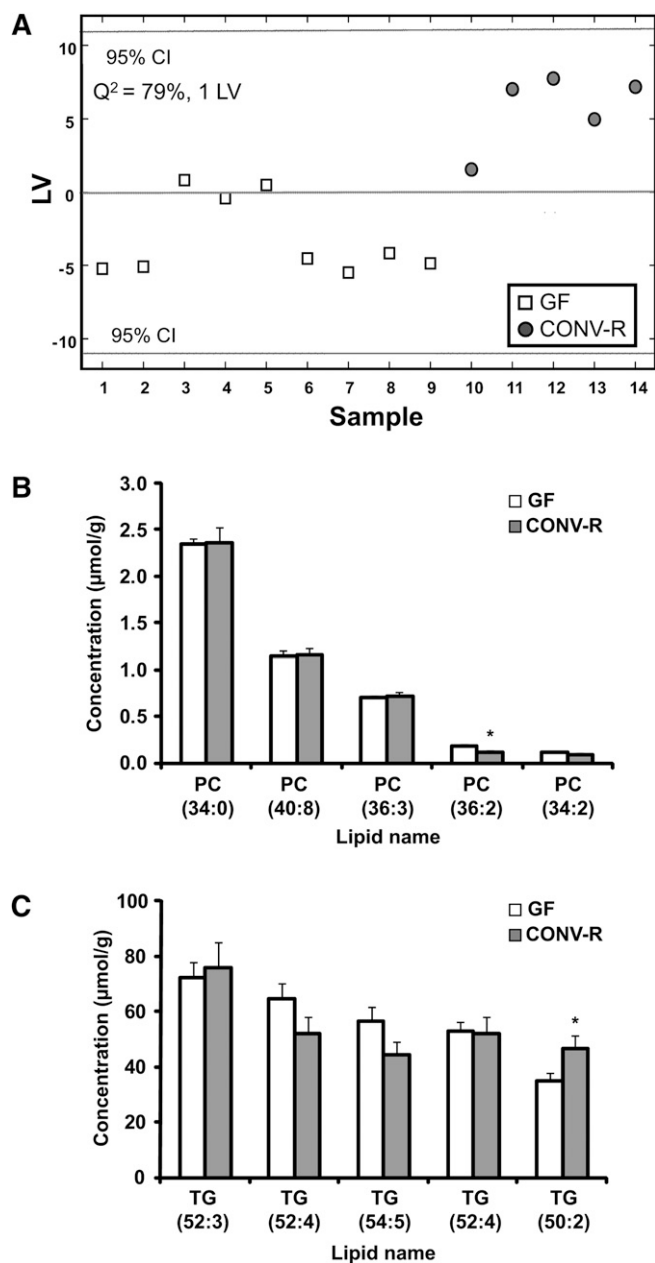 A
10
5
0
-5
-10
LV
95% CI
Q² = 79%, 1 LV
95% CI
GF
CONV-R
1 2 3 4 5 6 7 8 9 10 11 12 13 14
Sample
B
3.0
2.5
2.0
1.5
1.0
0.5
0.0
Concentration (µmol/g)
GF
CONV-R
*
PC PC PC PC PC
(34:0) (40:8) (36:3) (36:2) (34:2)
Lipid name
C
100
80
60
40
20
0
Concentration (µmol/g)
GF
CONV-R
*
TG TG TG TG TG
(52:3) (52:4) (54:5) (52:4) (50:2)
Lipid name